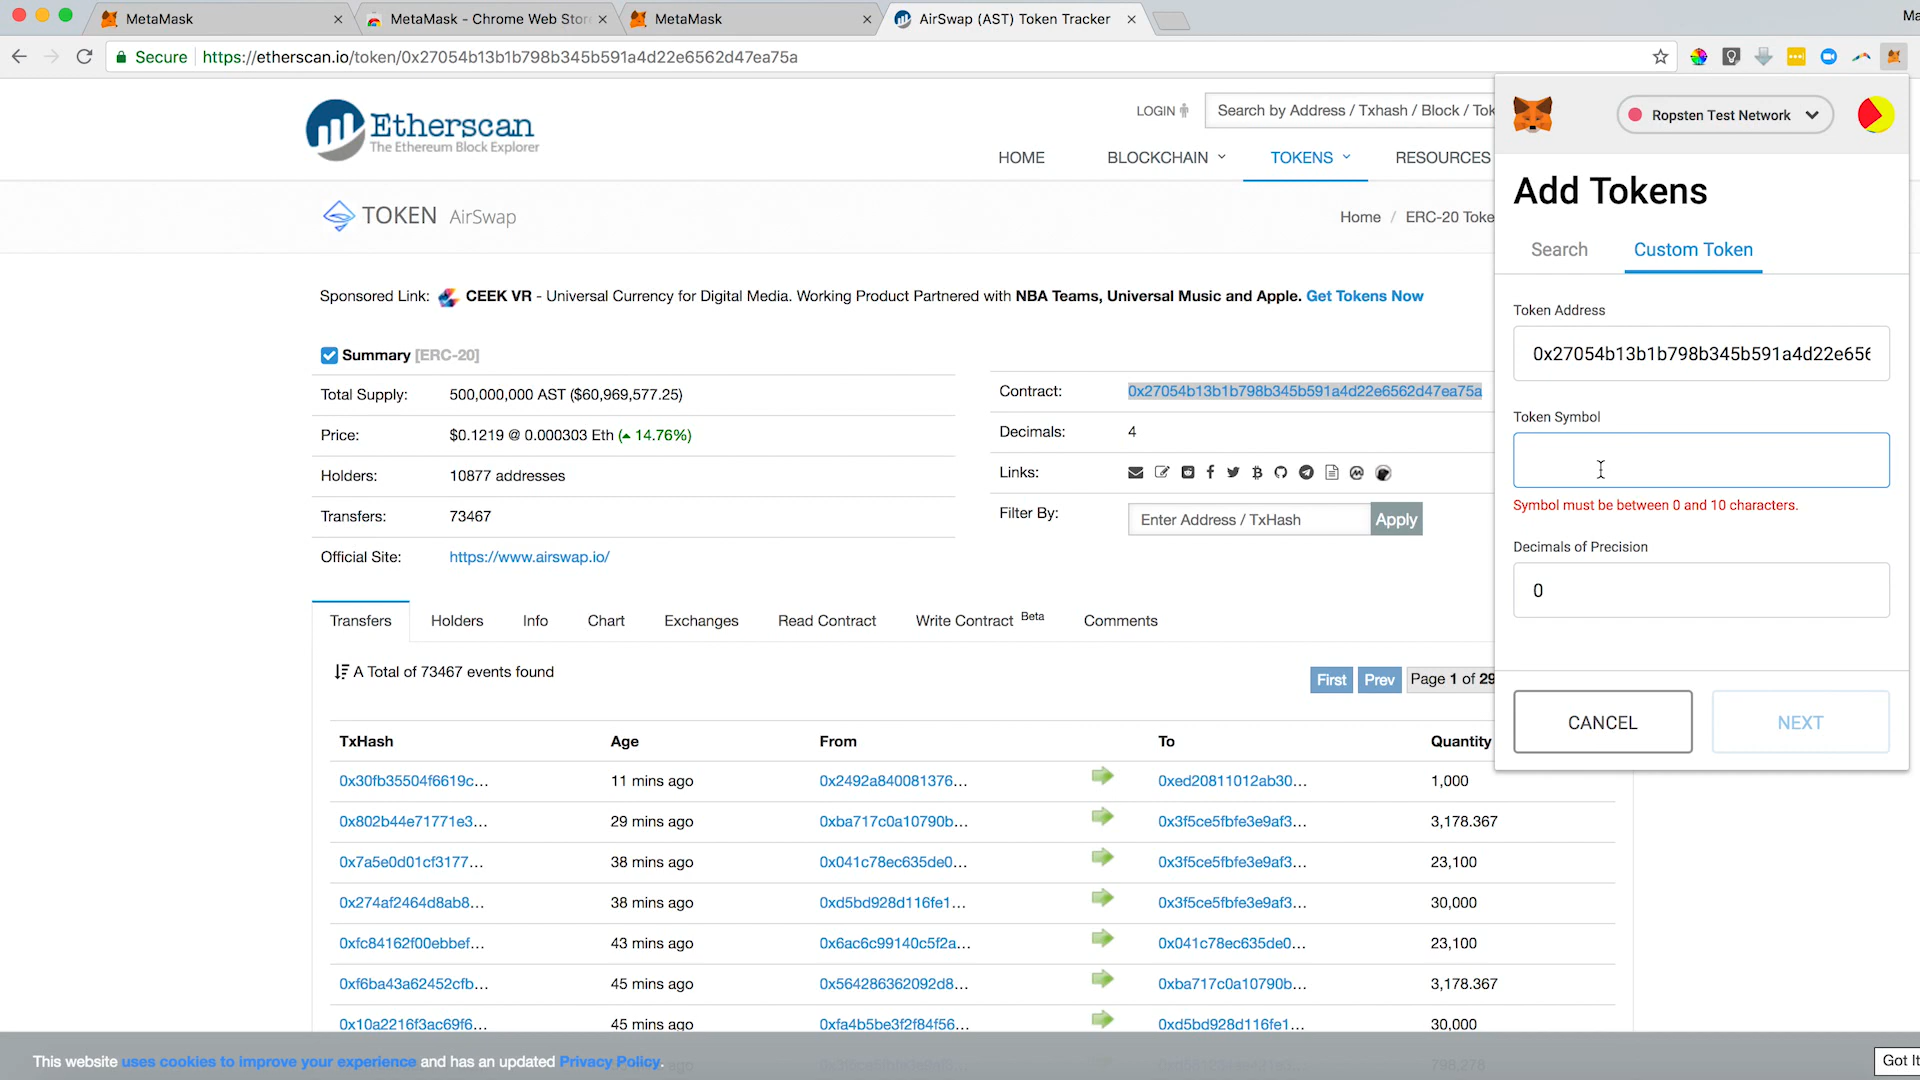 MetaMask
MetaMask - Chrome Web Stor
MetaMask
AirSwap (AST) Token Tracker
Ma
Secure
https://etherscan.io/token/0x27054b13b1b798b345b591a4d22e6562d47ea75a
Etherscan
The Ethereum Block Explorer
LOGIN
Search by Address / Txhash / Block / Tok
HOME
BLOCKCHAIN
TOKENS
RESOURCES
TOKEN AirSwap
Home / ERC-20 Toke
Sponsored Link: CEEK VR - Universal Currency for Digital Media. Working Product Partnered with NBA Teams, Universal Music and Apple. Get Tokens Now
Summary [ERC-20]
Total Supply: 500,000,000 AST ($60,969,577.25)
Price: $0.1219 @ 0.000303 Eth (14.76%)
Holders: 10877 addresses
Transfers: 73467
Official Site: https://www.airswap.io/
Contract: 0x27054b13b1b798b345b591a4d22e6562d47ea75a
Decimals: 4
Links:
Filter By: Enter Address / TxHash Apply
Transfers
Holders
Info
Chart
Exchanges
Read Contract
Write Contract Beta
Comments
A Total of 73467 events found
First Prev Page 1 of 29
TxHash Age From To Quantity
0x30fb35504f6619c... 11 mins ago 0x2492a840081376... 0xed20811012ab30... 1,000
0x802b44e71771e3... 29 mins ago 0xba717c0a10790b... 0x3f5ce5fbfe3e9af3... 3,178.367
0x7a5e0d01cf3177... 38 mins ago 0x041c78ec635de0... 0x3f5ce5fbfe3e9af3... 23,100
0x274af2464d8ab8... 38 mins ago 0xd5bd928d116fe1... 0x3f5ce5fbfe3e9af3... 30,000
0xfc84162f00ebbef... 43 mins ago 0x6ac6c99140c5f2a... 0x041c78ec635de0... 23,100
0xf6ba43a62452cfb... 45 mins ago 0x564286362092d8... 0xba717c0a10790b... 3,178.367
0x10a2216f3ac69f6... 45 mins ago 0xfa4b5be3f2f84f56... 0xd5bd928d116fe1... 30,000
This website uses cookies to improve your experience and has an updated Privacy Policy.
Got It
Ropsten Test Network
Add Tokens
Search
Custom Token
Token Address
0x27054b13b1b798b345b591a4d22e656
Token Symbol
Symbol must be between 0 and 10 characters.
Decimals of Precision
0
CANCEL
NEXT